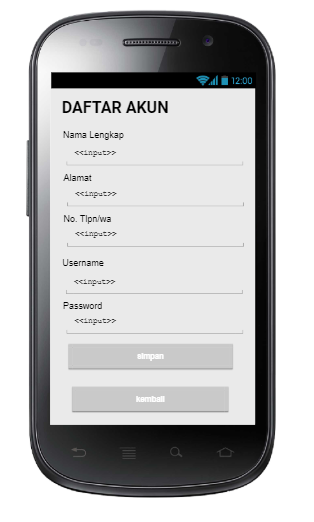 12:00
DAFTAR AKUN
Nama Lengkap
<<input>>
Alamat
<<input>>
No. Tlpn/wa
<<input>>
Username
<<input>>
Password
<<input>>
simpan
kembali